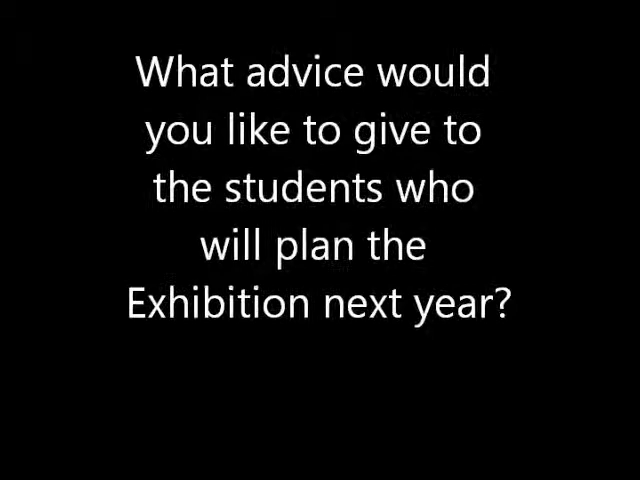 What advice would
you like to give to
the students who
will plan the
Exhibition next year?